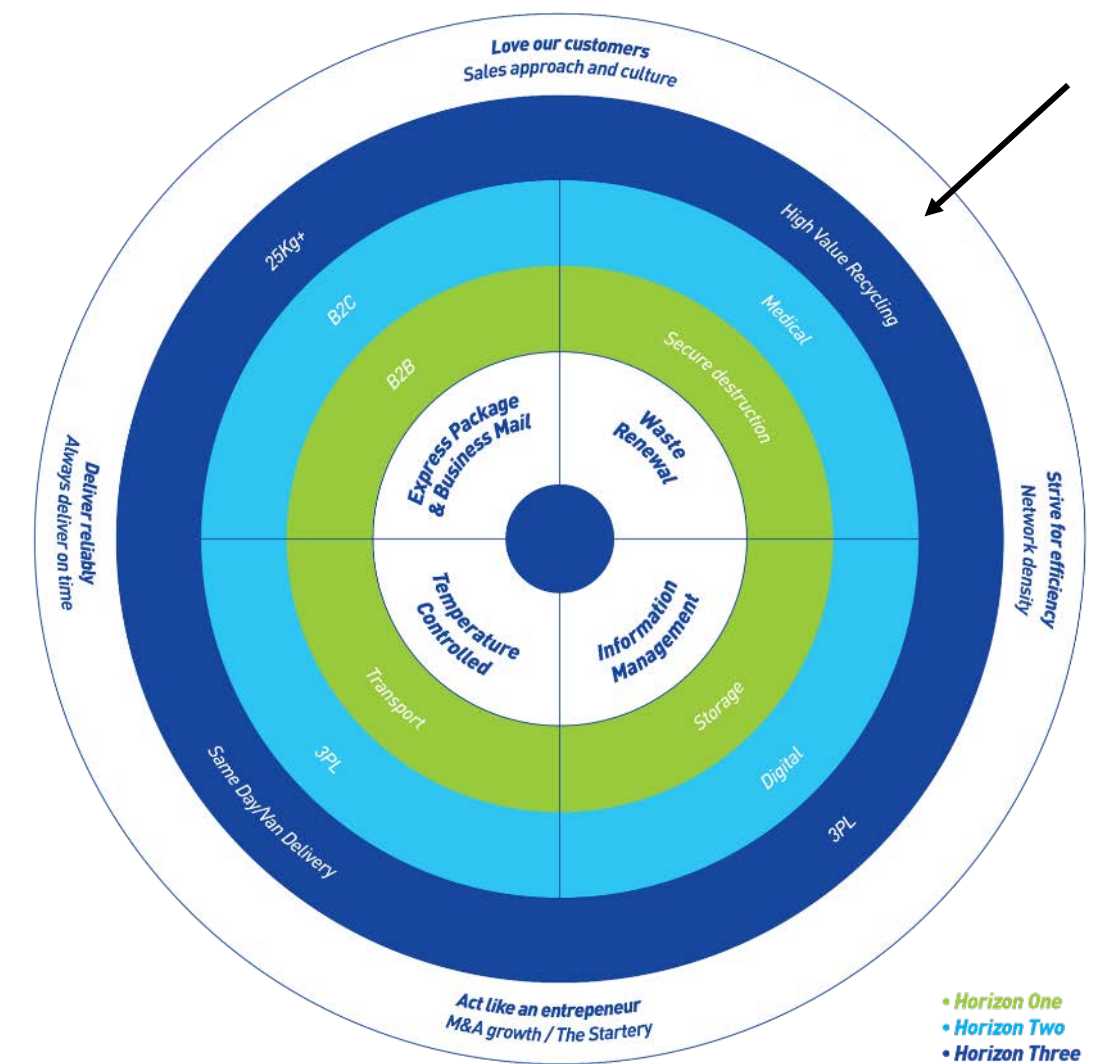 Love our customers
Sales approach and culture
25Kg+
High Value Recycling
B2C
Medical
B2B
Secure destruction
Express Package
& Business Mail
Waste
Renewal
Deliver reliably
Always deliver on time
Strive for efficiency
Network density
Temperature
Controlled
Information
Management
Transport
Storage
3PL
Digital
Same Day/Van Delivery
3PL
Act like an entrepeneur
M&A growth / The Startery
• Horizon One
• Horizon Two
• Horizon Three